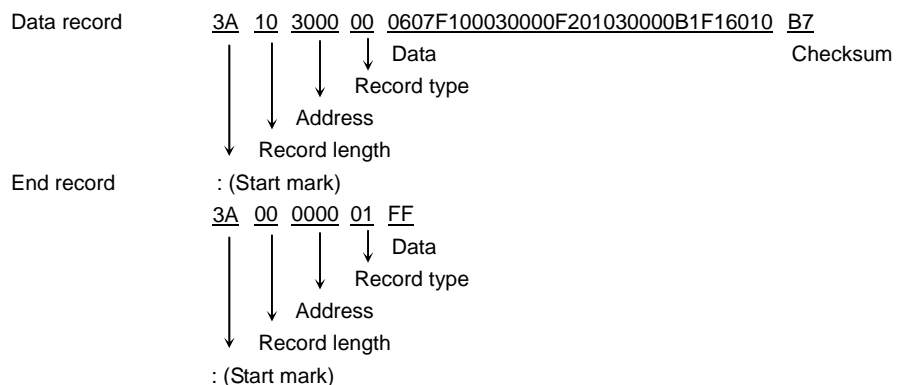 Data record 3A 10 3000 00 0607F100030000F201030000B1F16010 B7
Data Checksum
Record type
Address
Record length
End record : (Start mark)
3A 00 0000 01 FF
Data
Record type
Address
Record length
: (Start mark)